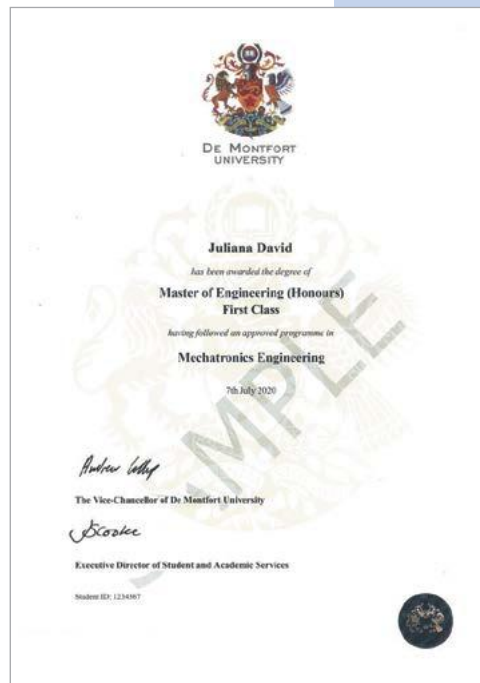 DE MONTFORT
UNIVERSITY
Juliana David
has been awarded the degree of
Master of Engineering (Honours)
First Class
having followed an approved programme in
Mechatronics Engineering
7th July 2020
The Vice-Chancellor of De Montfort University
Executive Director of Student and Academic Services
Student ID: 1234567